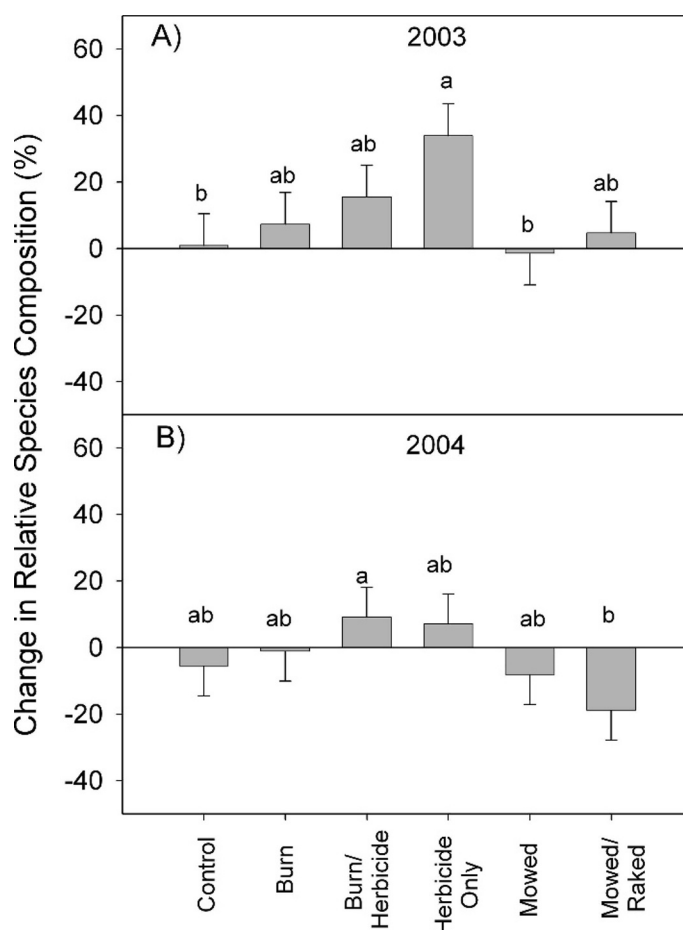 Change in Relative Species Composition (%)
A)
2003
60
40
20
0
-20
-40
b
ab
ab
a
b
ab
B)
2004
60
40
20
0
-20
-40
ab
ab
a
ab
ab
b
Control
Burn
Burn/
Herbicide
Herbicide
Only
Mowed
Mowed/
Raked